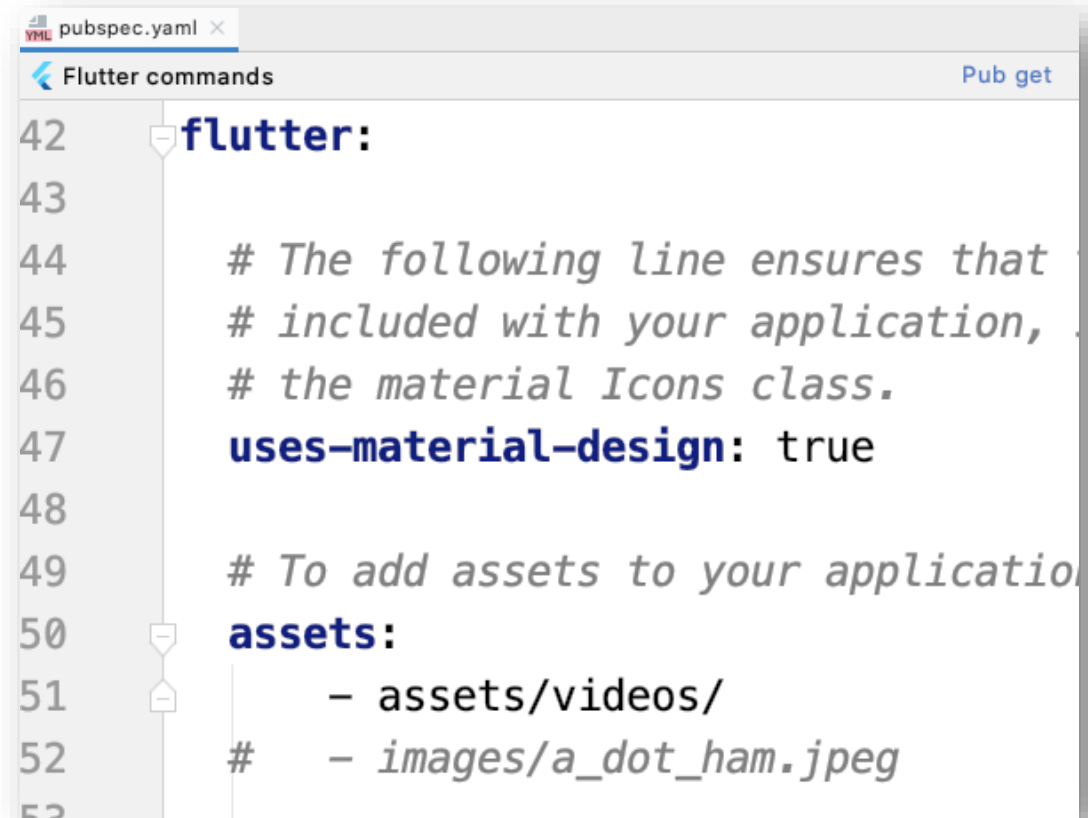 YML pubspec.yaml
Flutter commands Pub get
42 flutter:
43
44 # The following line ensures that
45 # included with your application,
46 # the material Icons class.
47 uses-material-design: true
48
49 # To add assets to your
50 assets:
51 - assets/videos/
52 # - images/a_dot_ham.jpeg
53